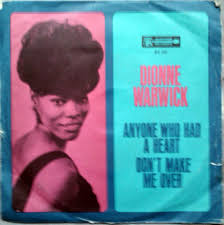 DIONNE
WARWICK
ANYONE WHO HAD
A HEART
DON'T MAKE
ME OVER